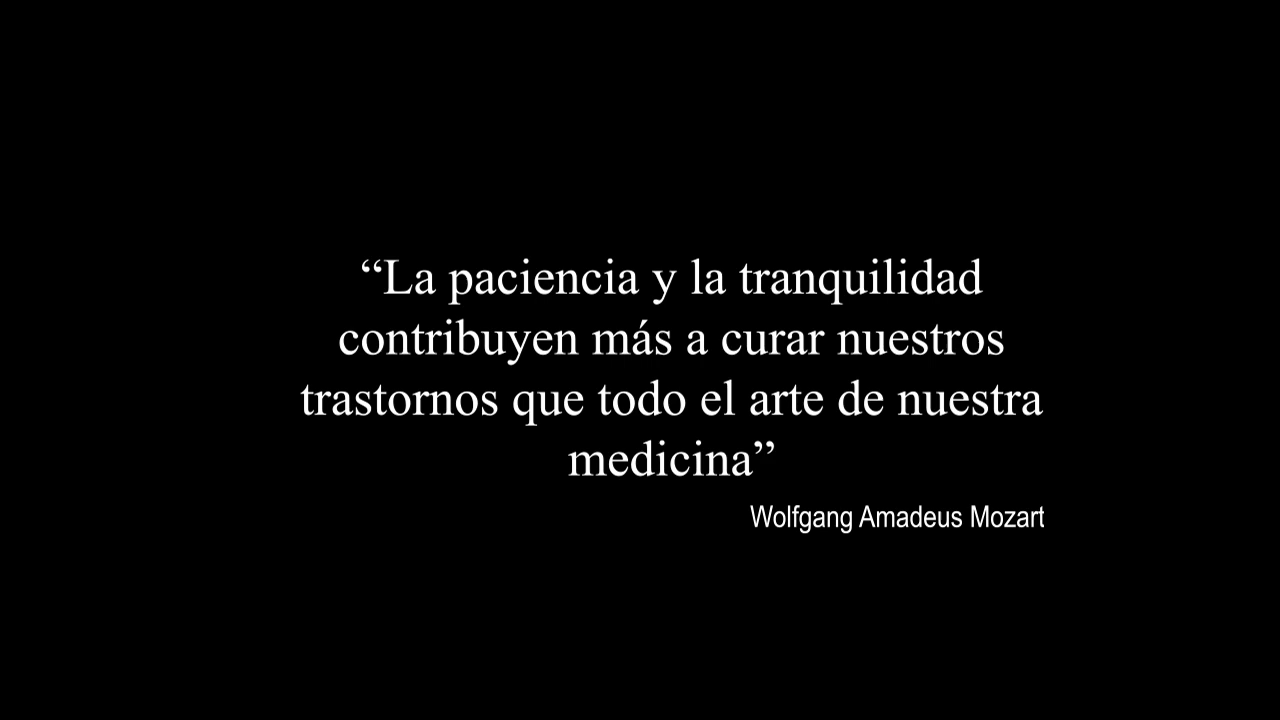 “La paciencia y la tranquilidad
contribuyen más a curar nuestros
trastornos que todo el arte de nuestra
medicina”
Wolfgang Amadeus Mozart